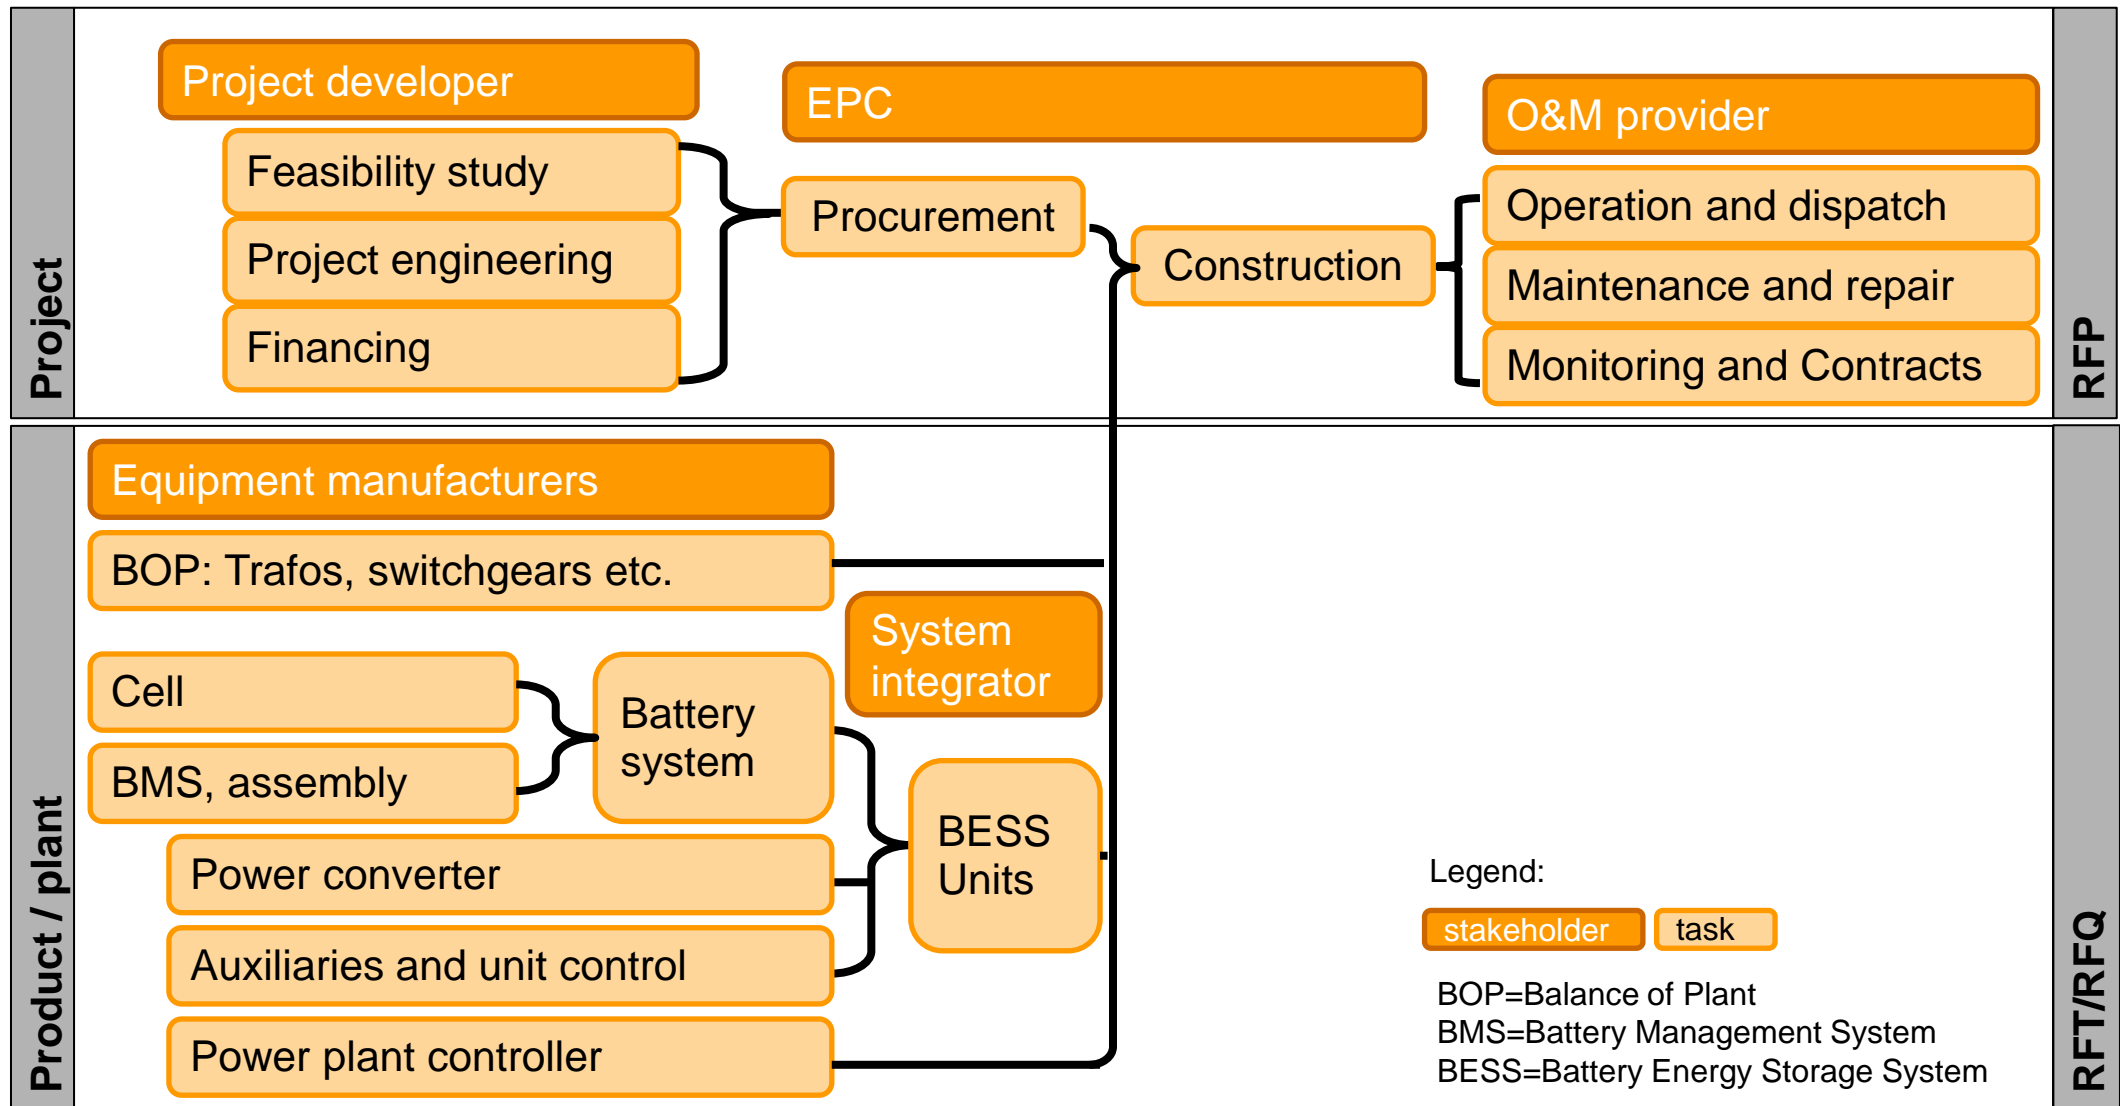 Project
Project developer
Feasibility study
Project engineering
Financing
EPC
Procurement
Construction
O&M provider
Operation and dispatch
Maintenance and repair
Monitoring and Contracts
RFP
Product / plant
Equipment manufacturers
BOP: Trafos, switchgears etc.
System
integrator
Cell
BMS, assembly
Battery
system
Power converter
Auxiliaries and unit control
Power plant controller
BESS
Units
Legend:
stakeholder
task
BOP=Balance of Plant
BMS=Battery Management System
BESS=Battery Energy Storage System
RFT/RFQ